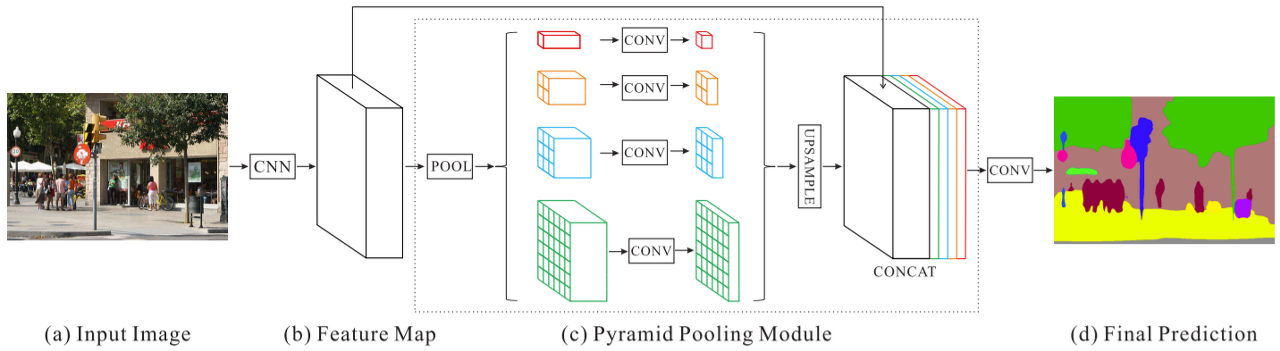 CNN
POOL
CONV
CONV
CONV
CONV
UPSAMPLE
CONCAT
CONV
(a) Input Image
(b) Feature Map
(c) Pyramid Pooling Module
(d) Final Prediction